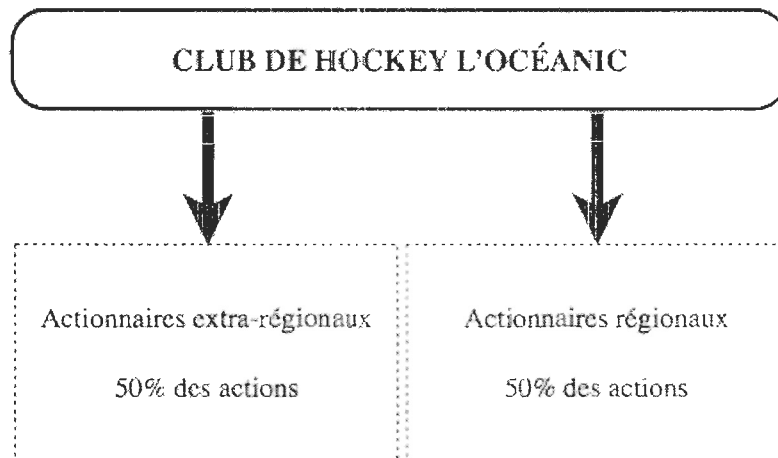 CLUB DE HOCKEY L'OCÉANIC
Actionnaires extra-régionaux
50% des actions
Actionnaires régionaux
50% des actions